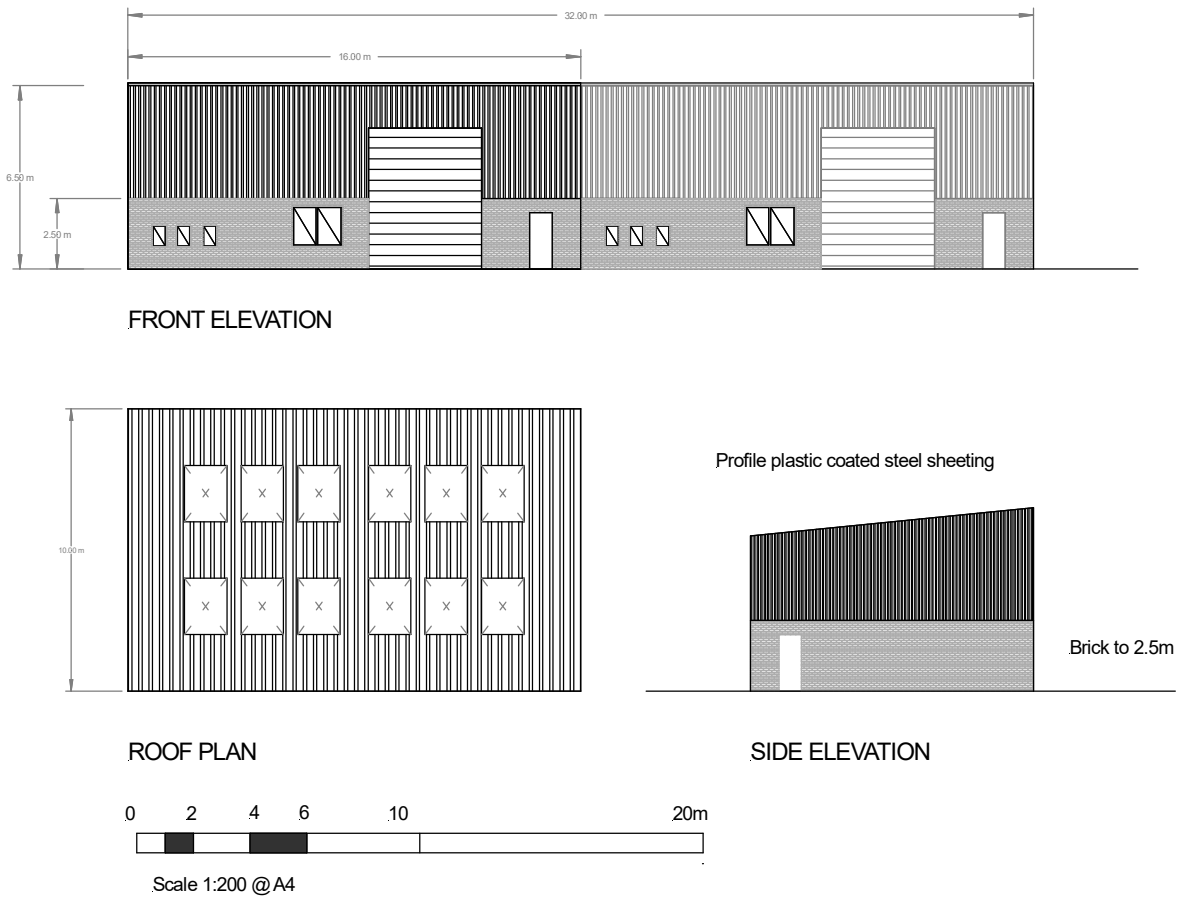 32.00 m
16.00 m
6.50 m
2.50 m
FRONT ELEVATION
10.00 m
Profile plastic coated steel sheeting
Brick to 2.5m
ROOF PLAN
SIDE ELEVATION
0 2 4 6 10 20m
Scale 1:200 @ A4